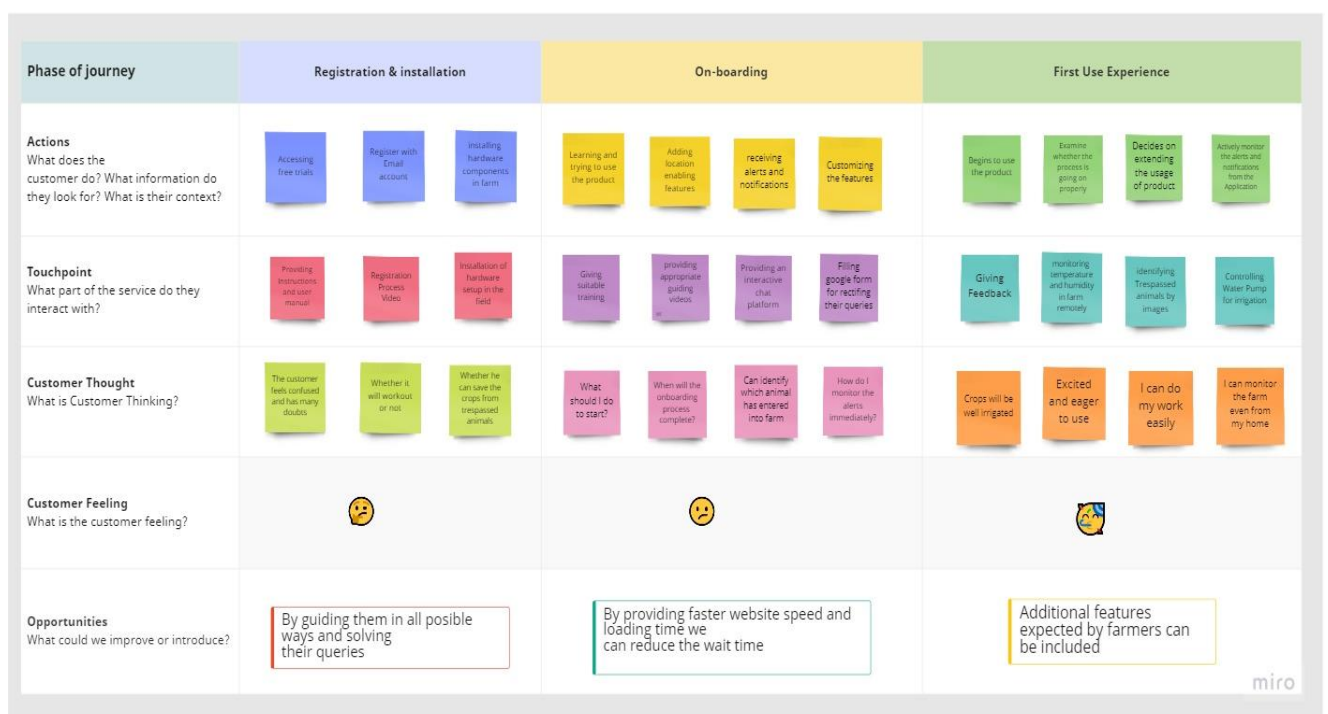 Phase of journey
Registration & installation
On-boarding
First Use Experience
Actions
What does the
customer do? What information do
they look for? What is their context?
Accessing
free trials
Register with
Email
account
installing
hardware
components
in farm
Learning and
trying to use
the product
Adding
location
enabling
features
receiving
alerts and
notifications
Customizing
the features
Begins to use
the product
Examine
whether the
process is
going on
properly
Decides on
extending
the usage
of product
Actively monitor
the alerts and
notifications
from the
Application
Touchpoint
What part of the service do they
interact with?
Providing
Instructions
and user
manual
Registration
Process
Video
Installation of
hardware
setup in the
field
Giving
suitable
training
providing
appropriate
guiding
videos
Providing an
interactive
chat
platform
Filling
google form
for rectifing
their queries
Giving
Feedback
monitoring
temperature
and humidity
in farm
remotely
identifying
Trespassed
animals by
images
Controlling
Water Pump
for irrigation
Customer Thought
What is Customer Thinking?
The customer
feels confused
and has many
doubts
Whether it
will workout
or not
Whether he
can save the
crops from
trespassed
animals
What
should I do
to start?
When will the
onboarding
process
complete?
Can identify
which animal
has entered
into farm
How do I
monitor the
alerts
immediately?
Crops will be
well irrigated
Excited
and eager
to use
I can do
my work
easily
I can monitor
the farm
even from
my home
Customer Feeling
What is the customer feeling?
Opportunities
What could we improve or introduce?
By guiding them in all posible
ways and solving
their queries
By providing faster website speed and
loading time we
can reduce the wait time
Additional features
expected by farmers can
be included
miro